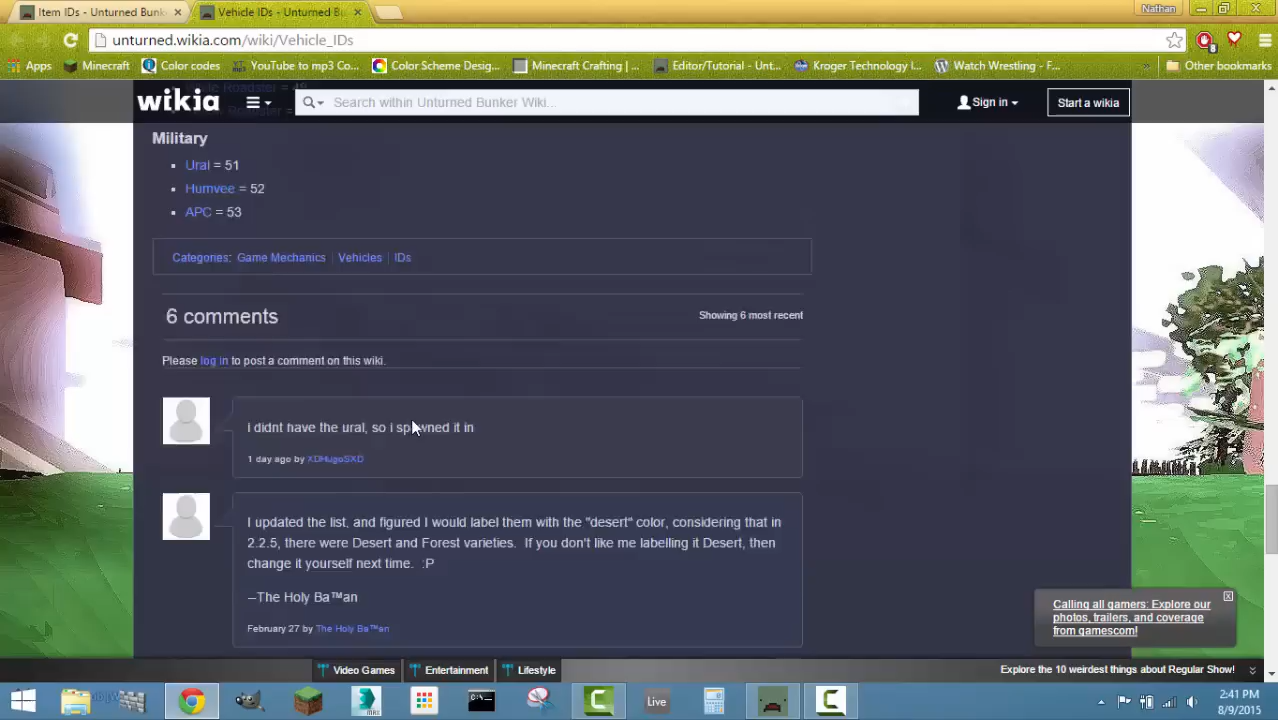 Item IDs - Unturned Bunk
Vehicle IDs - Unturned Bu
Nathan
unturned.wikia.com/wiki/Vehicle_IDs
Apps
Minecraft
Color codes
YouTube to mp3 Co...
Color Scheme Desig...
Minecraft Crafting | ...
Editor/Tutorial - Unt...
Kroger Technology I...
Watch Wrestling - F...
» Other bookmarks
wikia
Search within Unturned Bunker Wiki...
Sign in
Start a wikia
Military
Ural = 51
Humvee = 52
APC = 53
Categories: Game Mechanics | Vehicles | IDs
6 comments
Showing 6 most recent
Please log in to post a comment on this wiki.
i didnt have the ural, so i spawned it in
1 day ago by XDHugoSXD
I updated the list, and figured I would label them with the "desert" color, considering that in
2.2.5, there were Desert and Forest varieties.  If you don't like me labelling it Desert, then
change it yourself next time.  :P
--The Holy Ba™an
February 27 by The Holy Ba™an
Calling all gamers: Explore our
photos, trailers, and coverage
from gamescom!
Video Games
Entertainment
Lifestyle
Explore the 10 weirdest things about Regular Show!
Live
2:41 PM
8/9/2015